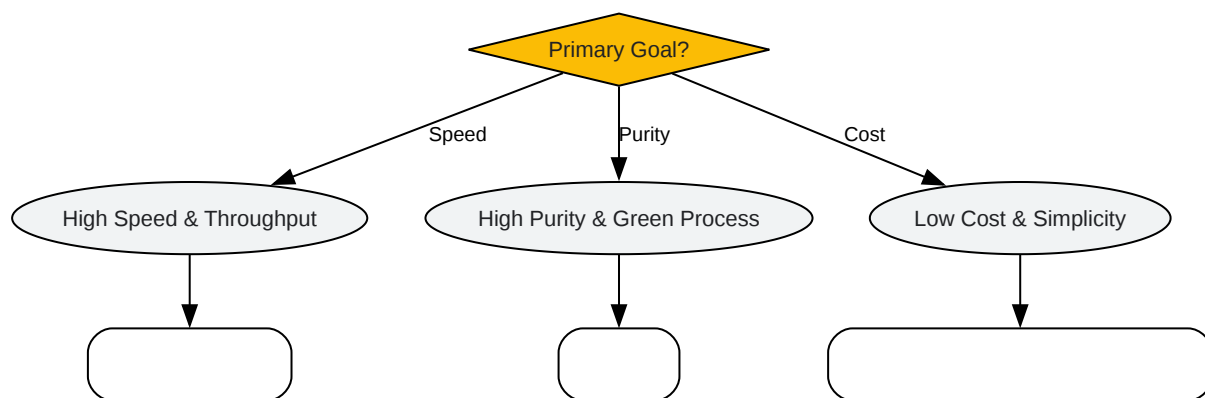 Primary Goal?
Speed
Purity
Cost
High Speed & Throughput
High Purity & Green Process
Low Cost & Simplicity